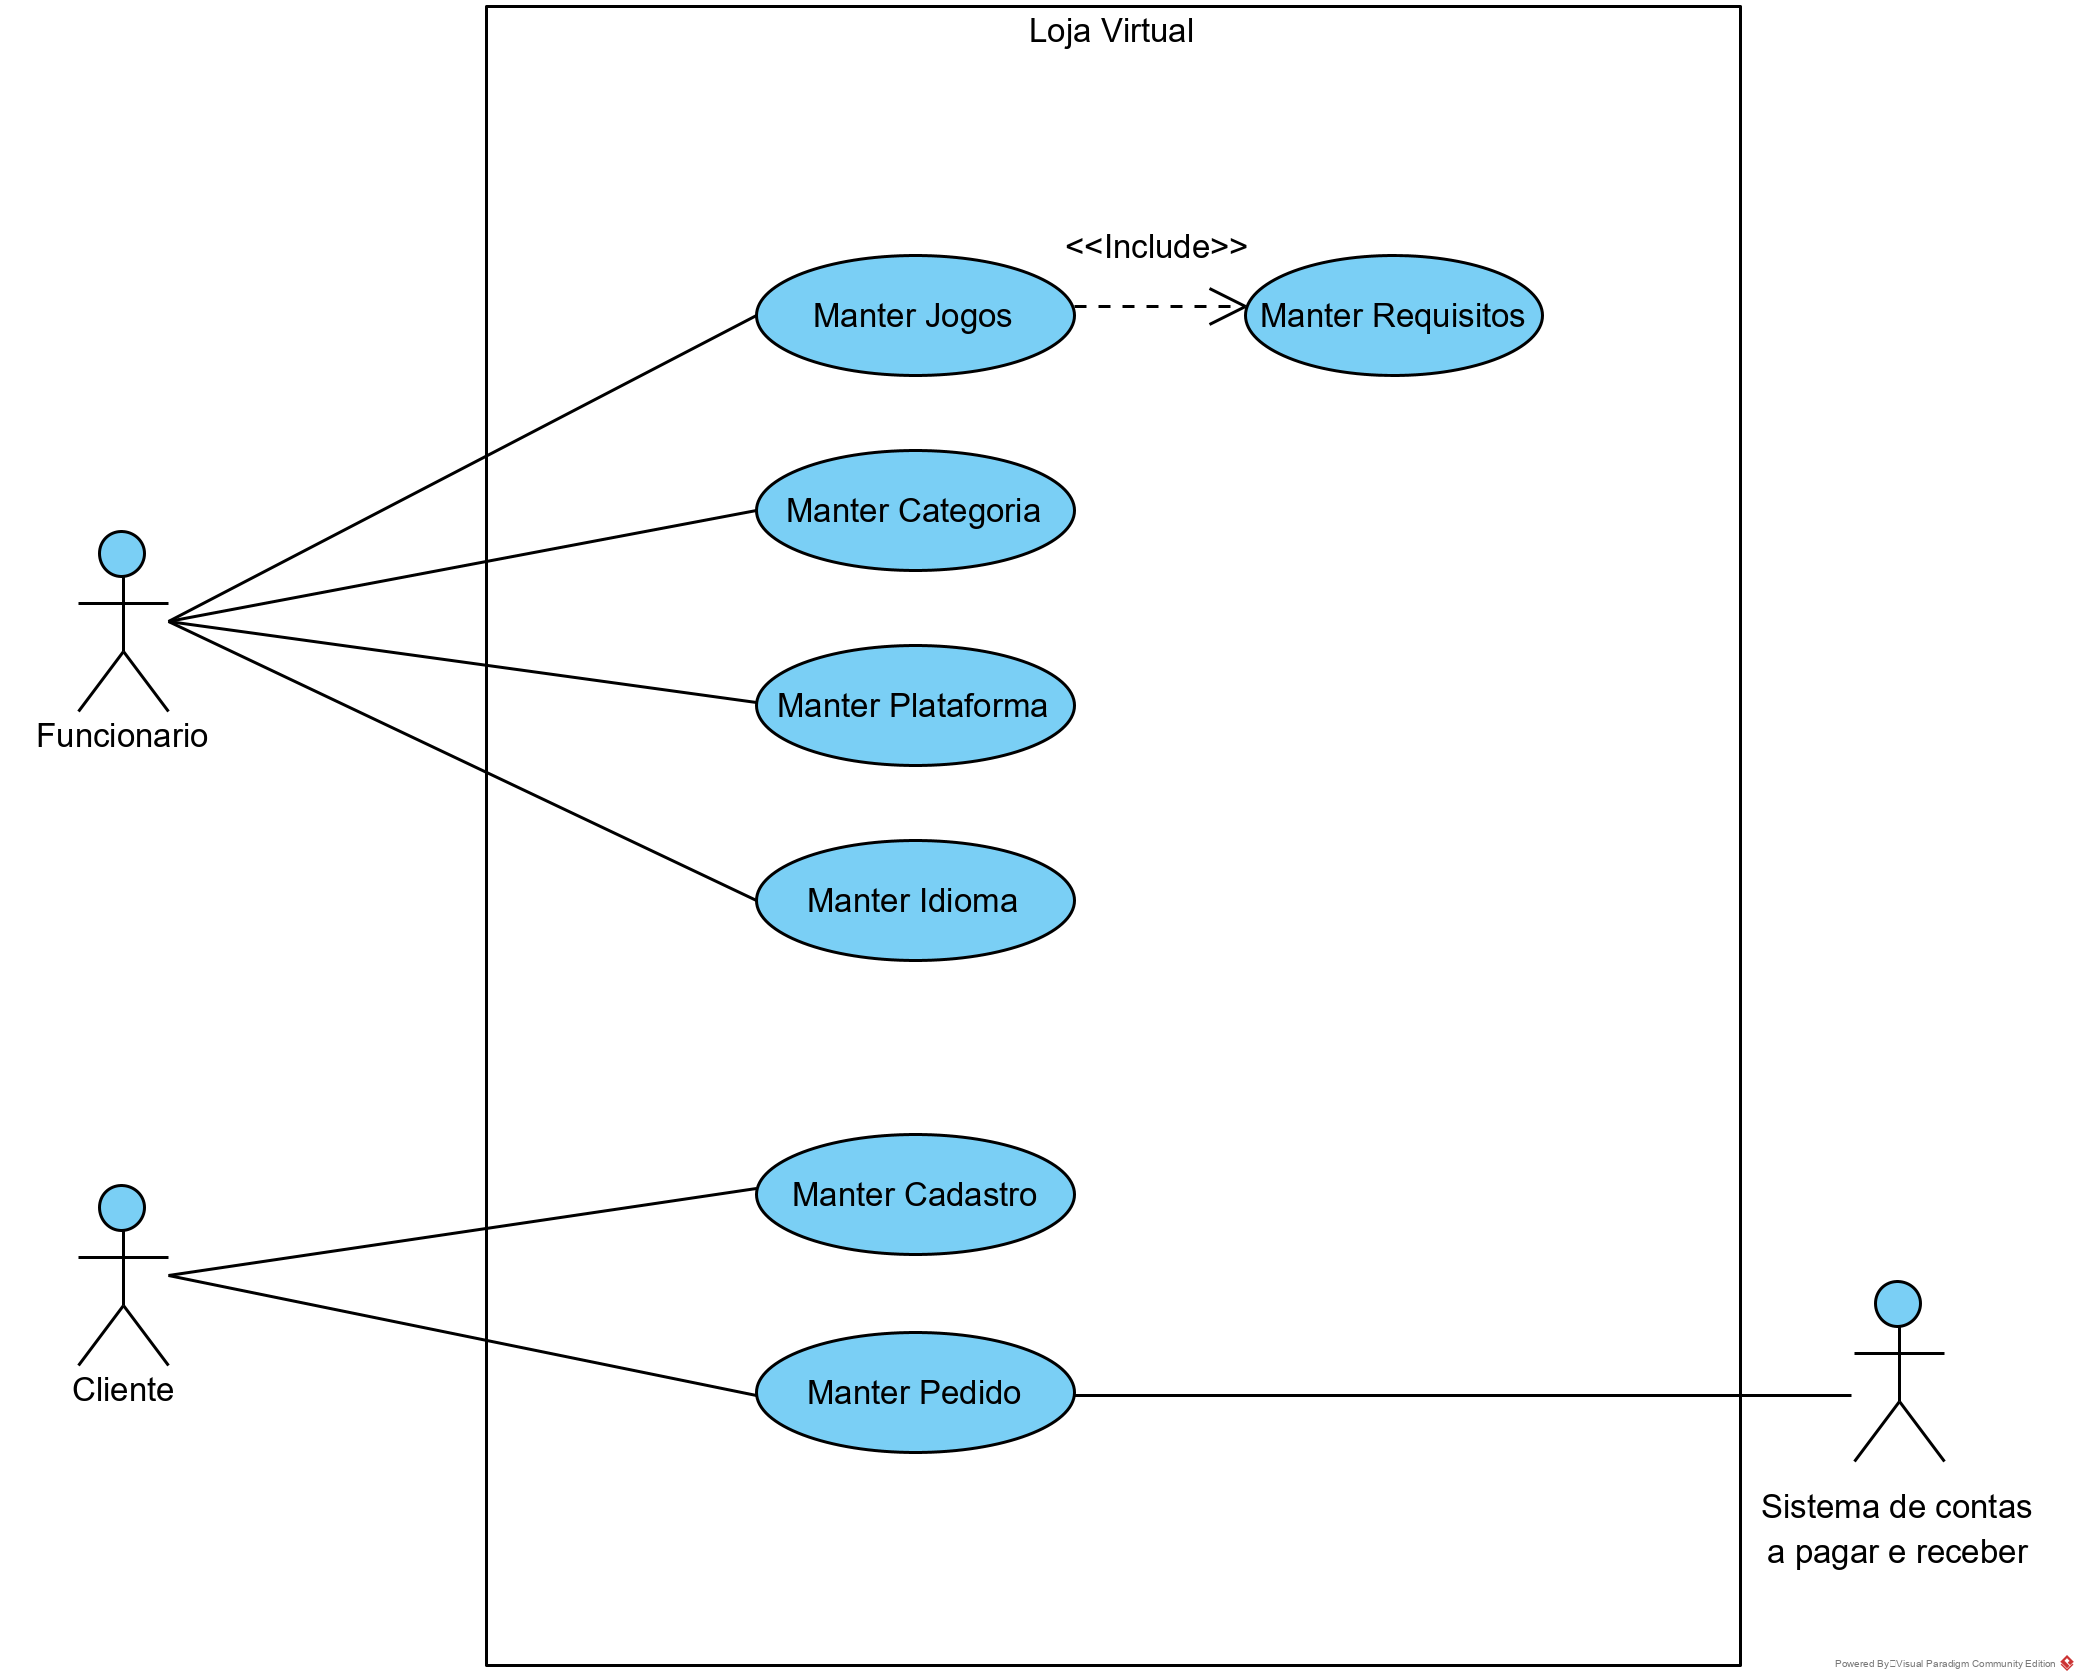 Loja Virtual
<<Include>>
Manter Jogos
Manter Requisitos
Manter Categoria
Manter Plataforma
Funcionario
Manter Idioma
Manter Cadastro
Cliente
Manter Pedido
Sistema de contas
a pagar e receber
Powered By Visual Paradigm Community Edition